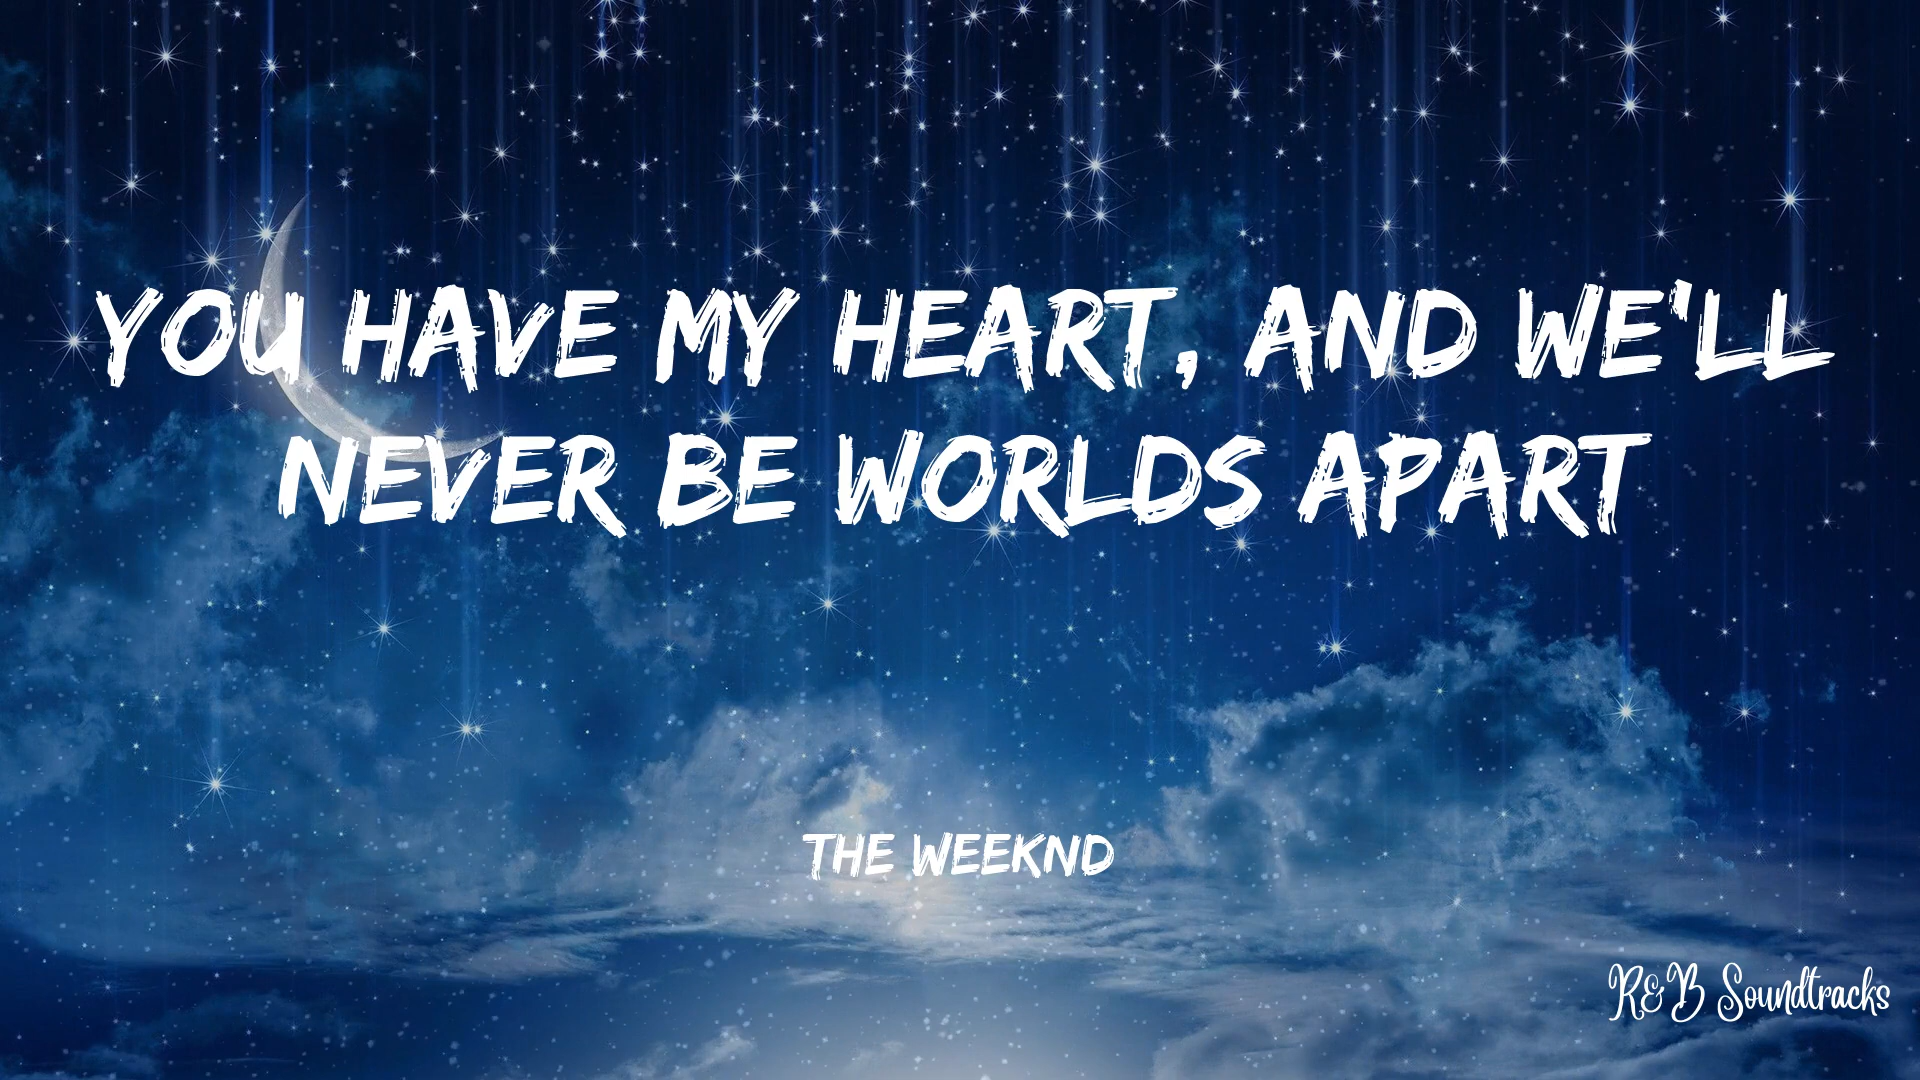 YOU HAVE MY HEART, AND WE'LL
NEVER BE WORLDS APART
THE WEEKND
R&B Soundtracks